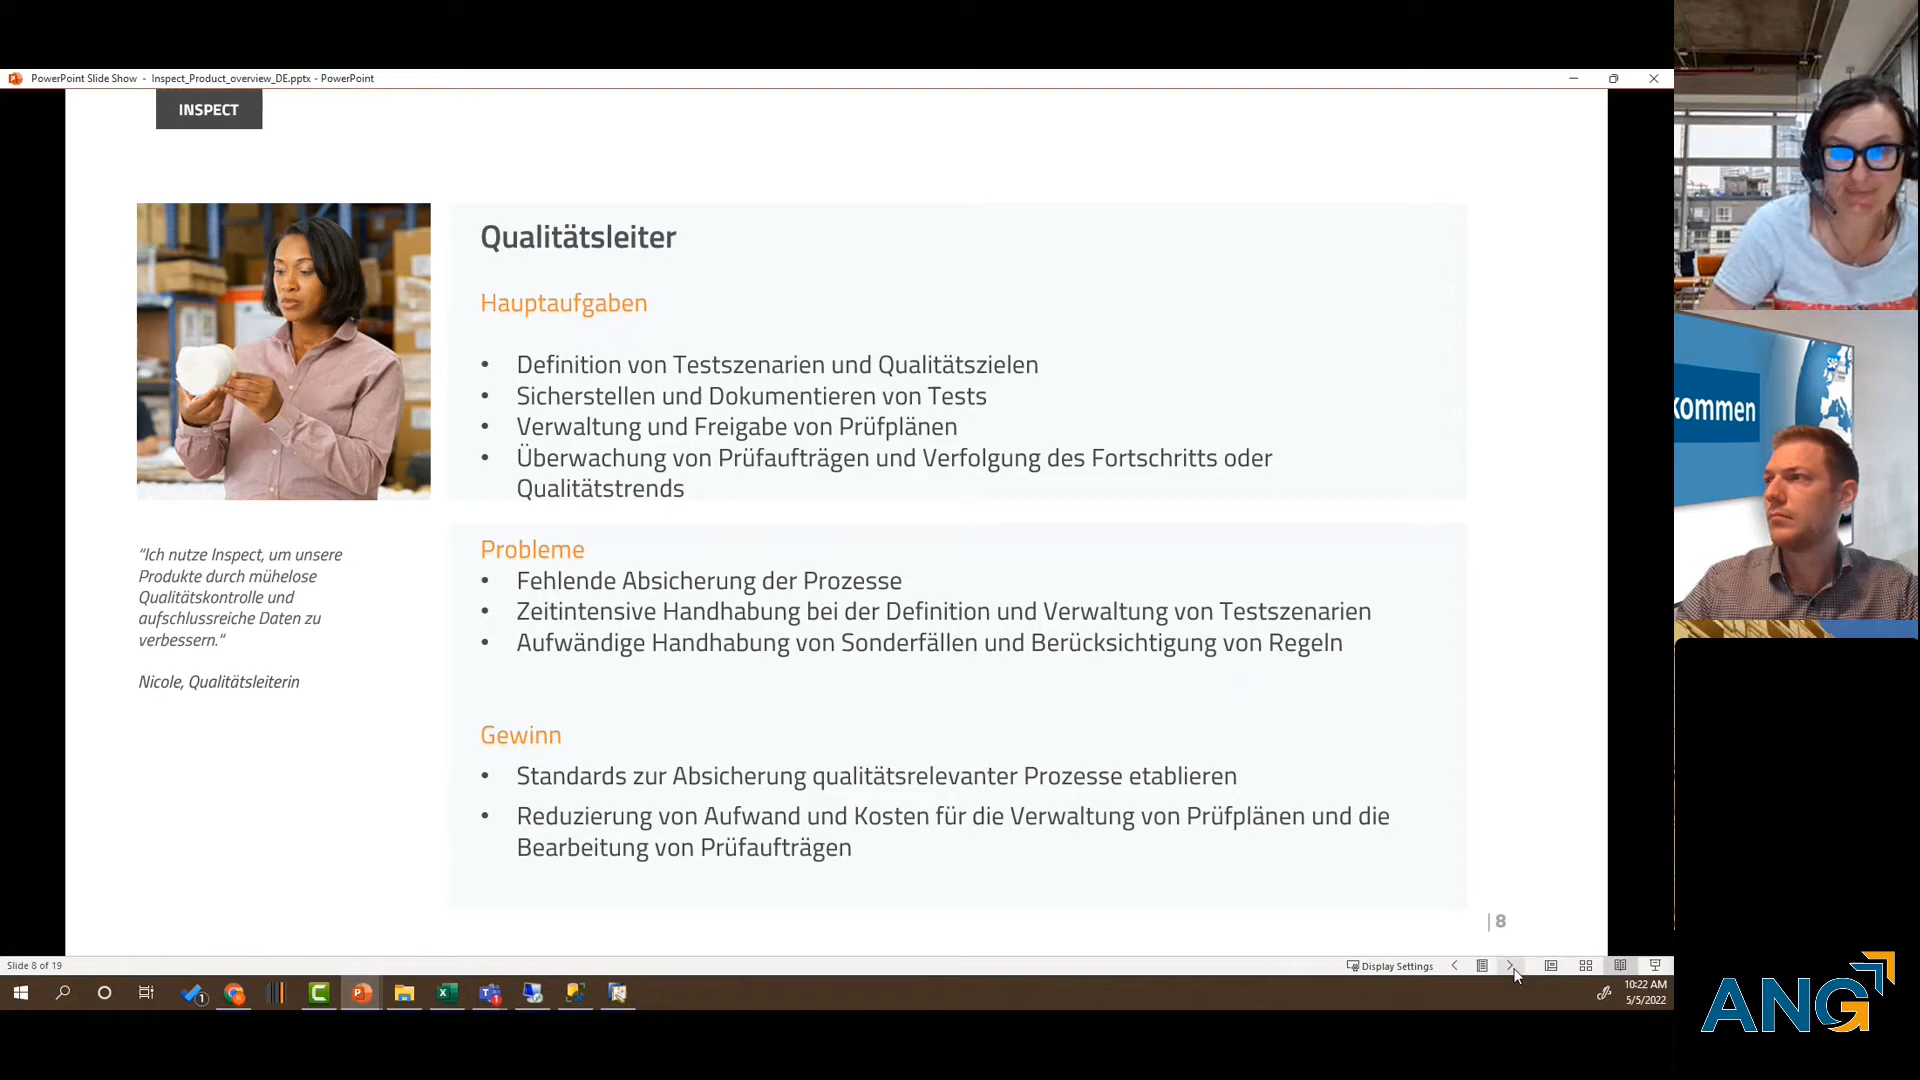 PowerPoint Slide Show - Inspect_Product_overview_DE.pptx - PowerPoint
INSPECT
Qualitätsleiter
Hauptaufgaben
• Definition von Testszenarien und Qualitätszielen
• Sicherstellen und Dokumentieren von Tests
• Verwaltung und Freigabe von Prüfplänen
• Überwachung von Prüfaufträgen und Verfolgung des Fortschritts oder
Qualitätstrends
“Ich nutze Inspect, um unsere
Produkte durch mühelose
Qualitätskontrolle und
aufschlussreiche Daten zu
verbessern.“
Nicole, Qualitätsleiterin
Probleme
• Fehlende Absicherung der Prozesse
• Zeitintensive Handhabung bei der Definition und Verwaltung von Testszenarien
• Aufwändige Handhabung von Sonderfällen und Berücksichtigung von Regeln
Gewinn
• Standards zur Absicherung qualitätsrelevanter Prozesse etablieren
• Reduzierung von Aufwand und Kosten für die Verwaltung von Prüfplänen und die
Bearbeitung von Prüfaufträgen
| 8
Slide 8 of 19
Display Settings
10:22 AM
5/5/2022
kommen
SAP
ANG